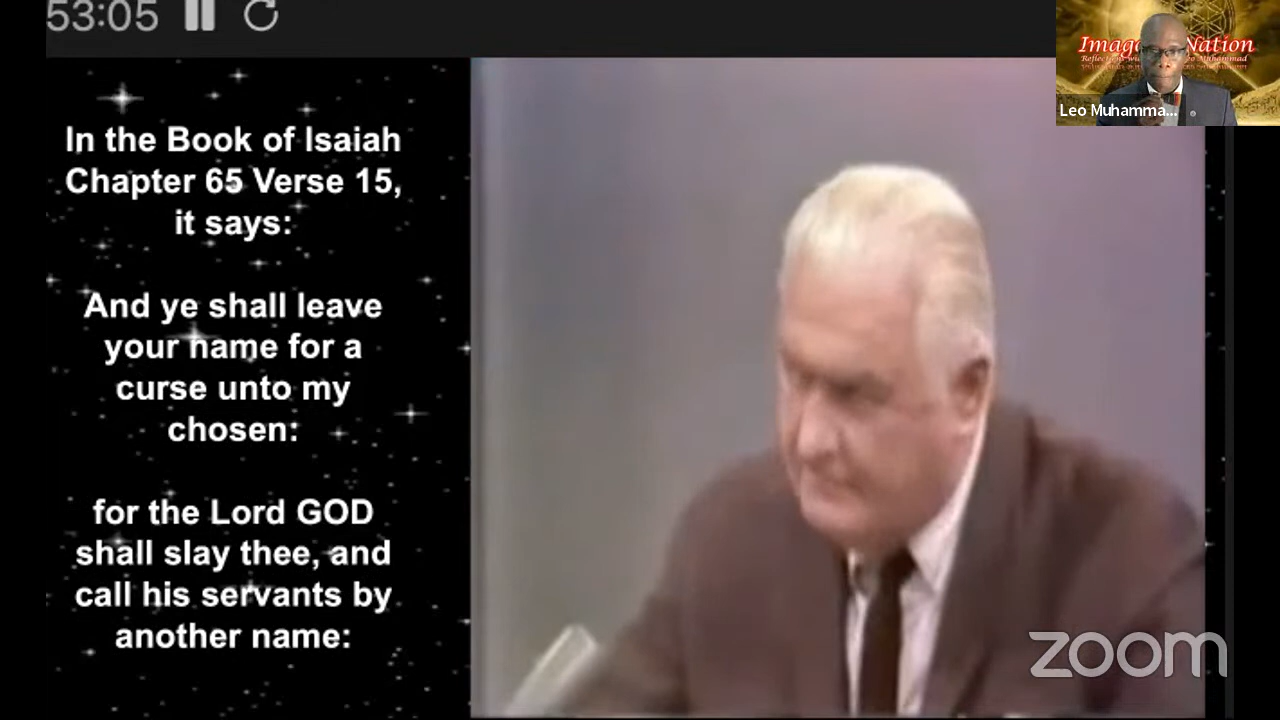 53:05
Image Nation
Leo Muhamma...
In the Book of Isaiah
Chapter 65 Verse 15,
it says:
And ye shall leave
your name for a
curse unto my
chosen:
for the Lord GOD
shall slay thee, and
call his servants by
another name:
zoom